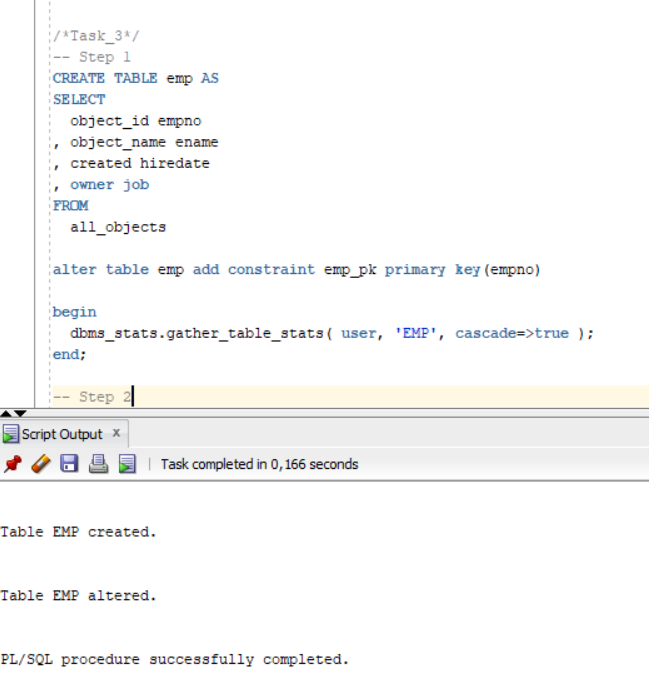 /*Task_3*/
-- Step 1
CREATE TABLE emp AS
SELECT
object_id empno
, object_name ename
, created hiredate
, owner job
FROM
all_objects
alter table emp add constraint emp_pk primary key(empno)
begin
dbms_stats.gather_table_stats( user, 'EMP', cascade=>true );
end;
-- Step 2
Script Output x
Task completed in 0,166 seconds
Table EMP created.
Table EMP altered.
PL/SQL procedure successfully completed.